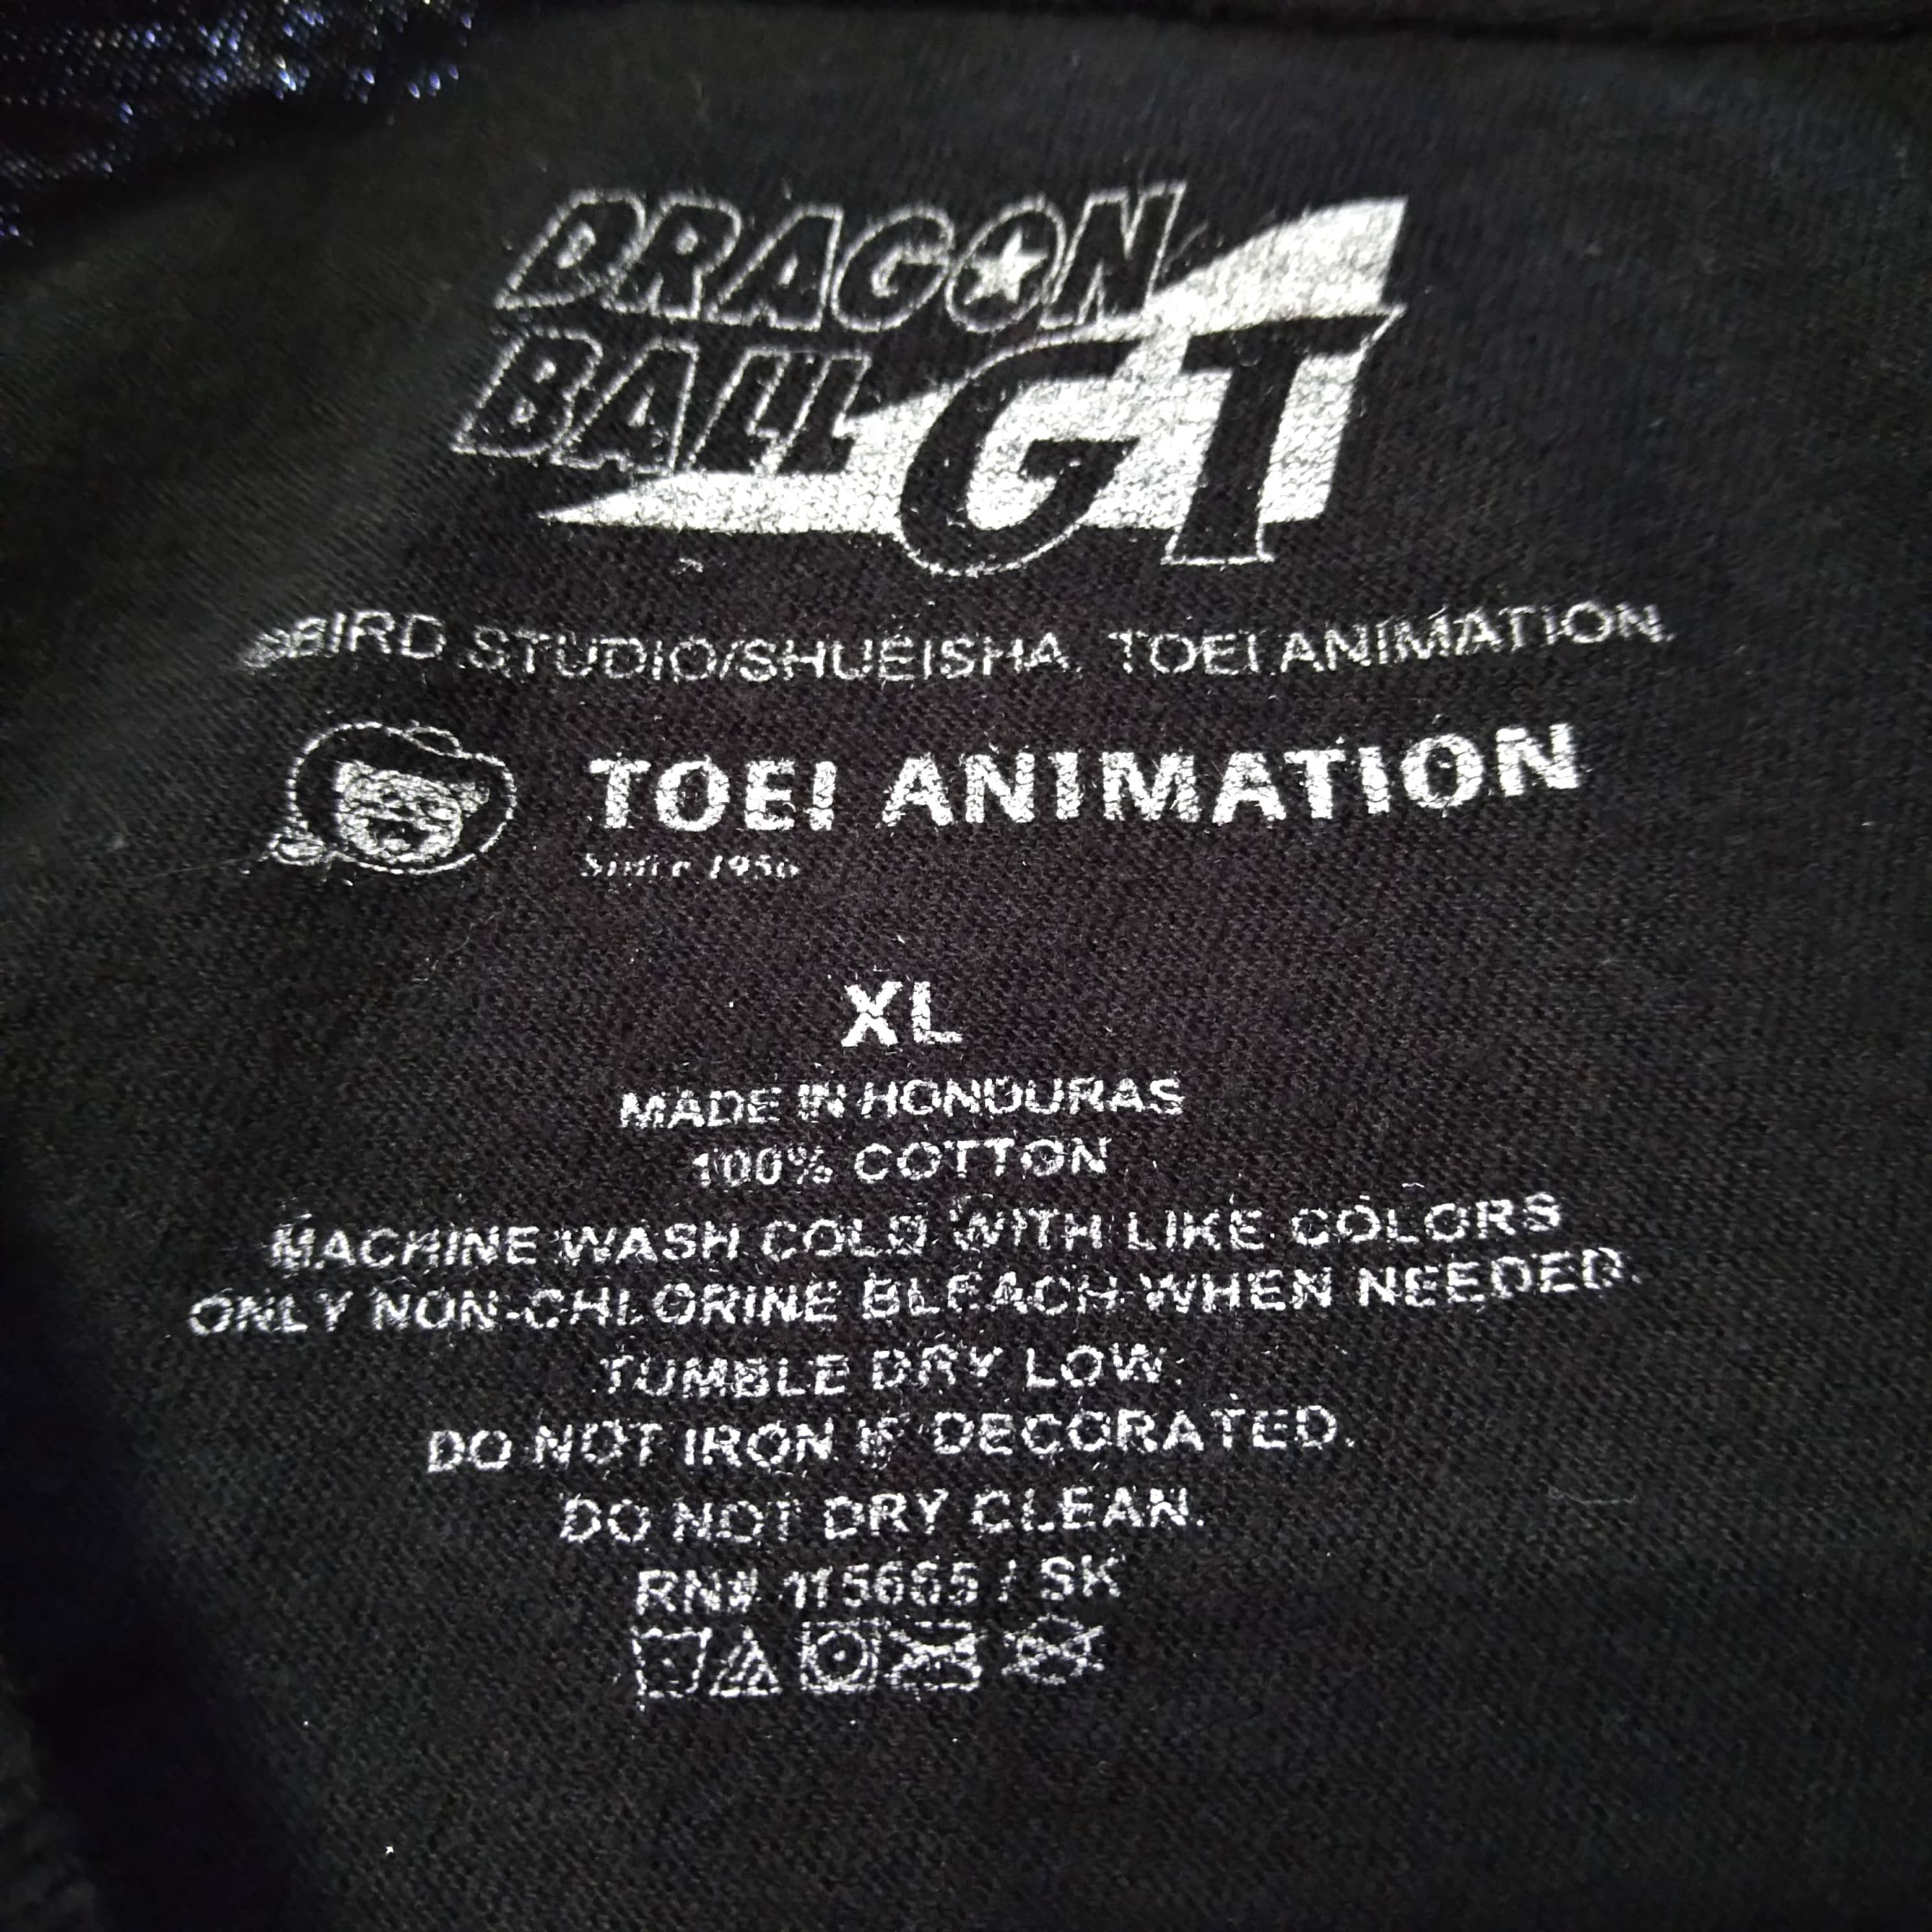 DRAGON
BALL GT
©BIRD STUDIO/SHUEISHA, TOEI ANIMATION.
TOEI ANIMATION
Since 1956
XL
MADE IN HONDURAS
100% COTTON
MACHINE WASH COLD WITH LIKE COLORS
ONLY NON-CHLORINE BLEACH WHEN NEEDED.
TUMBLE DRY LOW.
DO NOT IRON IF DECORATED.
DO NOT DRY CLEAN.
RN# 115665 / SK